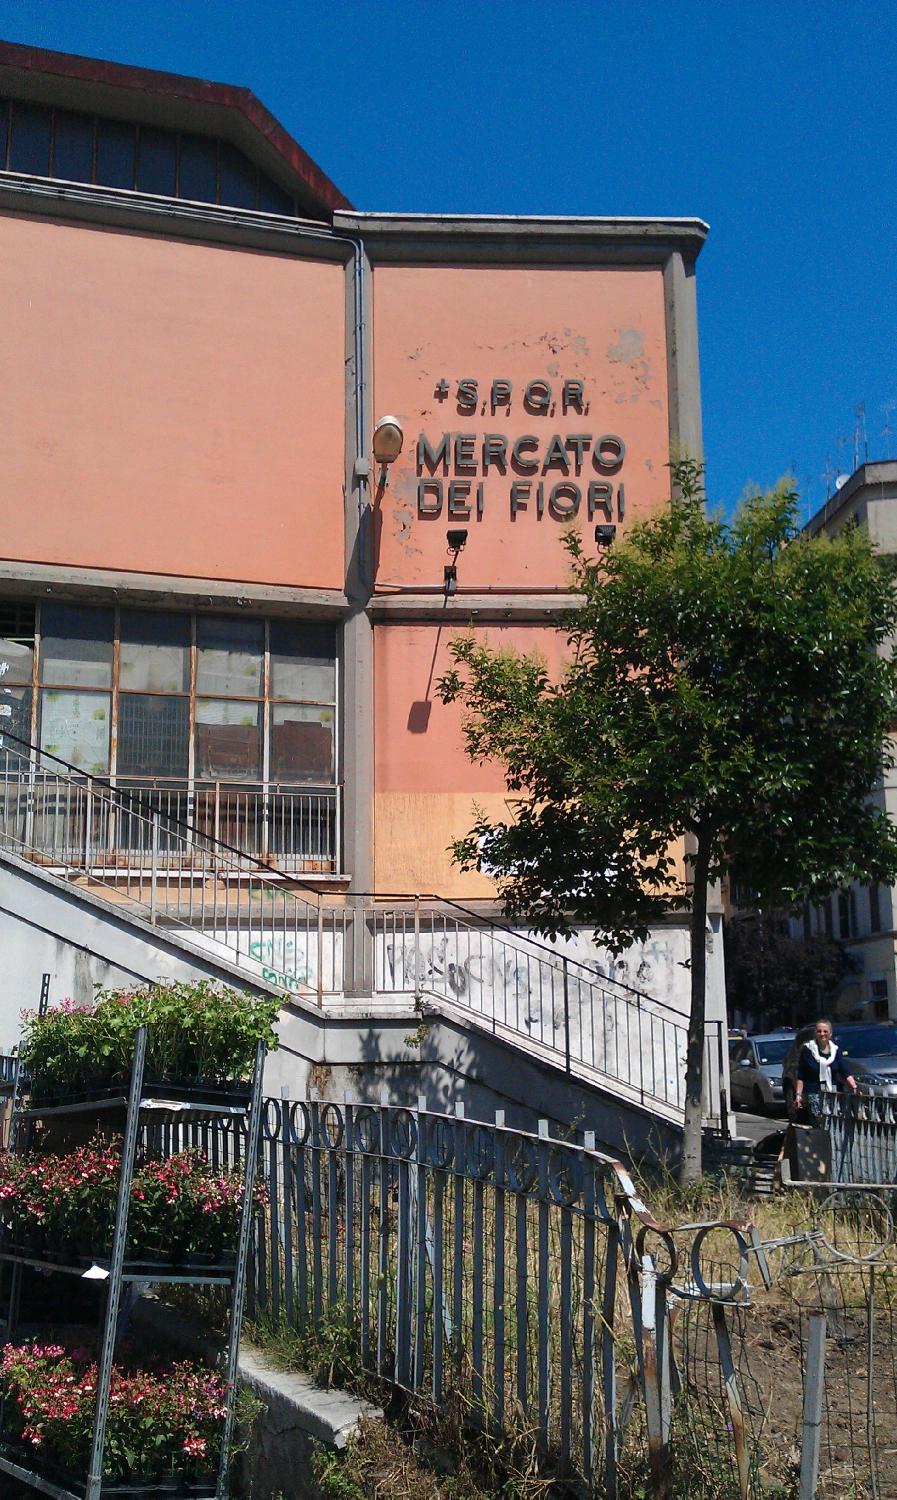 +S.P.Q.R.
MERCATO
DEI FIORI